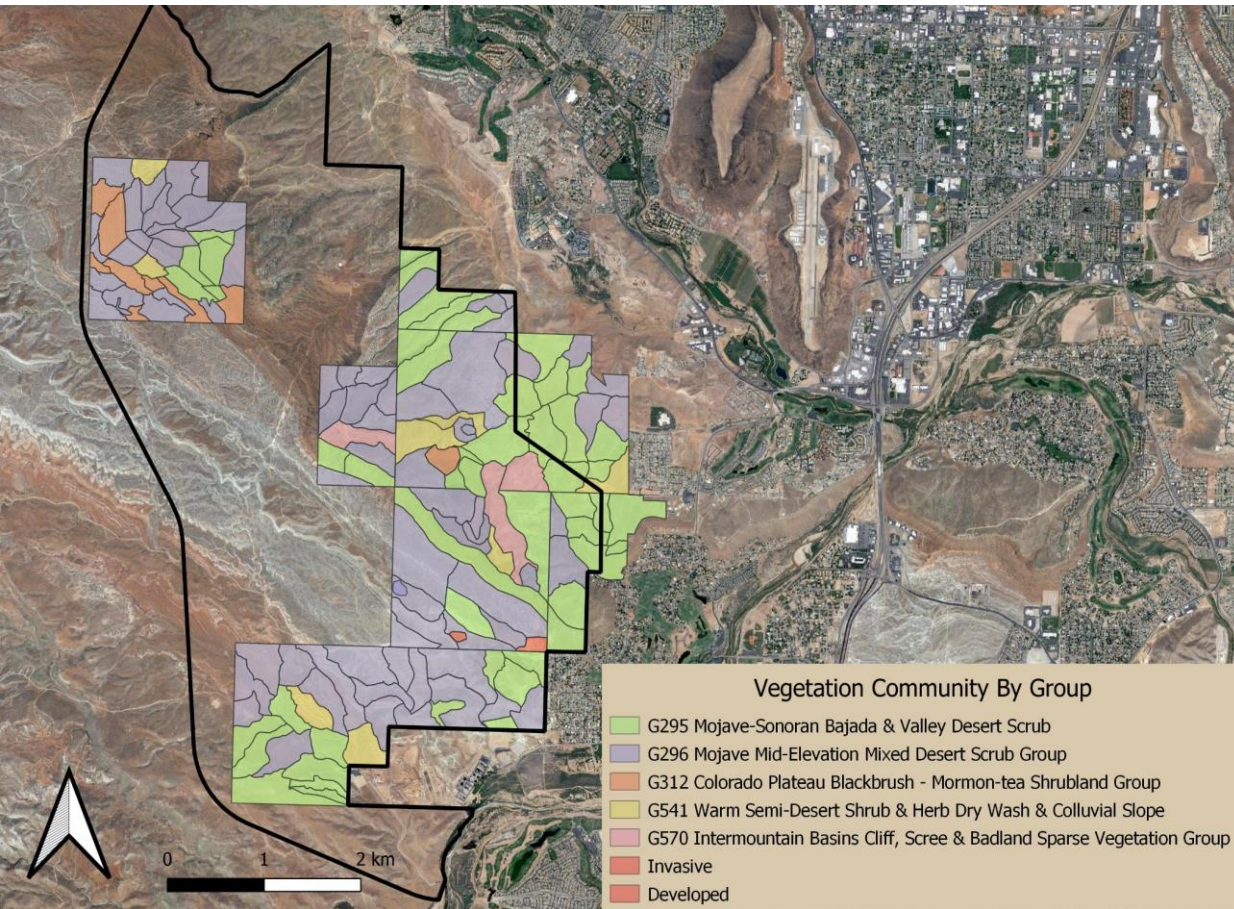 0 1 2 km
Vegetation Community By Group
G295 Mojave-Sonoran Bajada & Valley Desert Scrub
G296 Mojave Mid-Elevation Mixed Desert Scrub Group
G312 Colorado Plateau Blackbrush - Mormon-tea Shrubland Group
G541 Warm Semi-Desert Shrub & Herb Dry Wash & Colluvial Slope
G570 Intermountain Basins Cliff, Scree & Badland Sparse Vegetation Group
Invasive
Developed